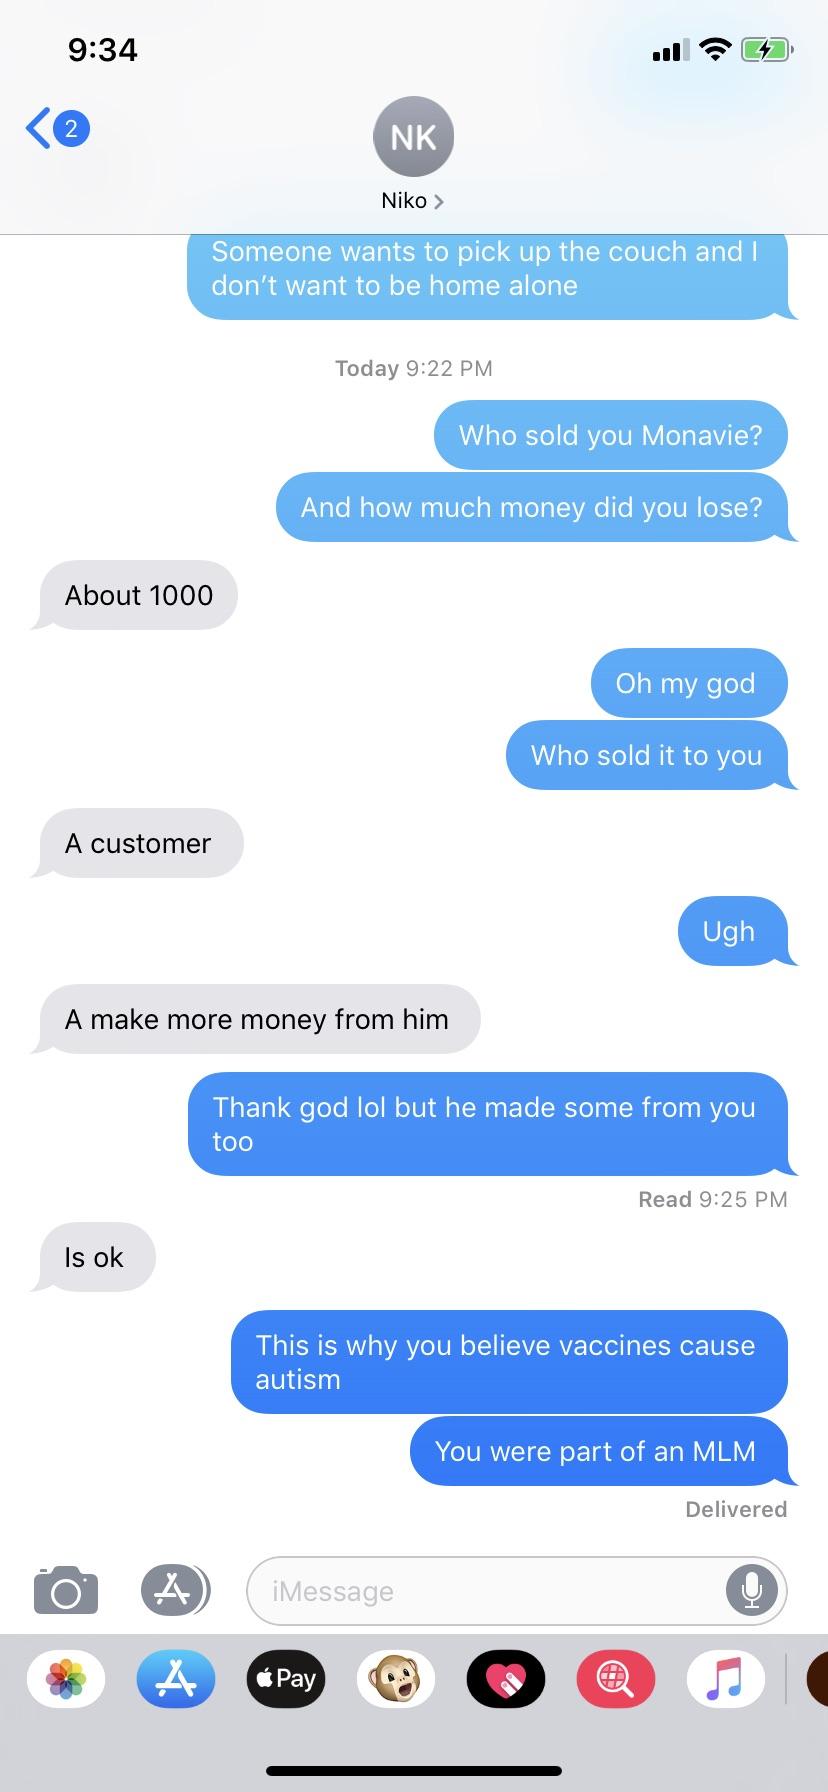 9:34
2
NK
Niko >
Someone wants to pick up the couch and I
don’t want to be home alone
Today 9:22 PM
Who sold you Monavie?
And how much money did you lose?
About 1000
Oh my god
Who sold it to you
A customer
Ugh
A make more money from him
Thank god lol but he made some from you
too
Read 9:25 PM
Is ok
This is why you believe vaccines cause
autism
You were part of an MLM
Delivered
iMessage
Pay